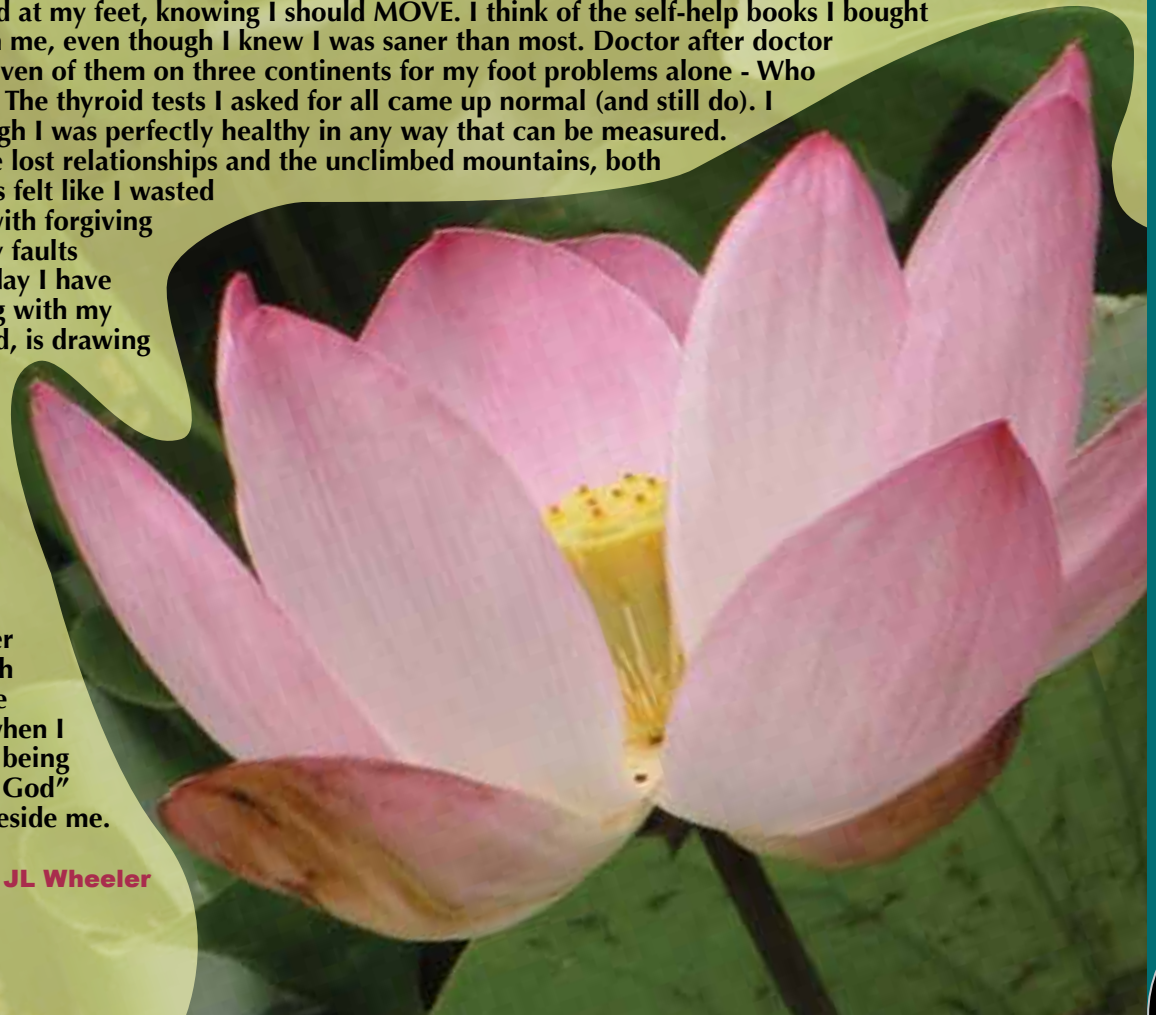 d at my feet, knowing I should MOVE. I think of the self-help books I bought
me, even though I knew I was saner than most. Doctor after doctor
ven of them on three continents for my foot problems alone - Who
The thyroid tests I asked for all came up normal (and still do). I
gh I was perfectly healthy in any way that can be measured.
e lost relationships and the unclimbed mountains, both
s felt like I wasted
with forgiving
y faults
day I have
g with my
d, is drawing
er
h
e
when I
being
God”
eside me.
JL Wheeler